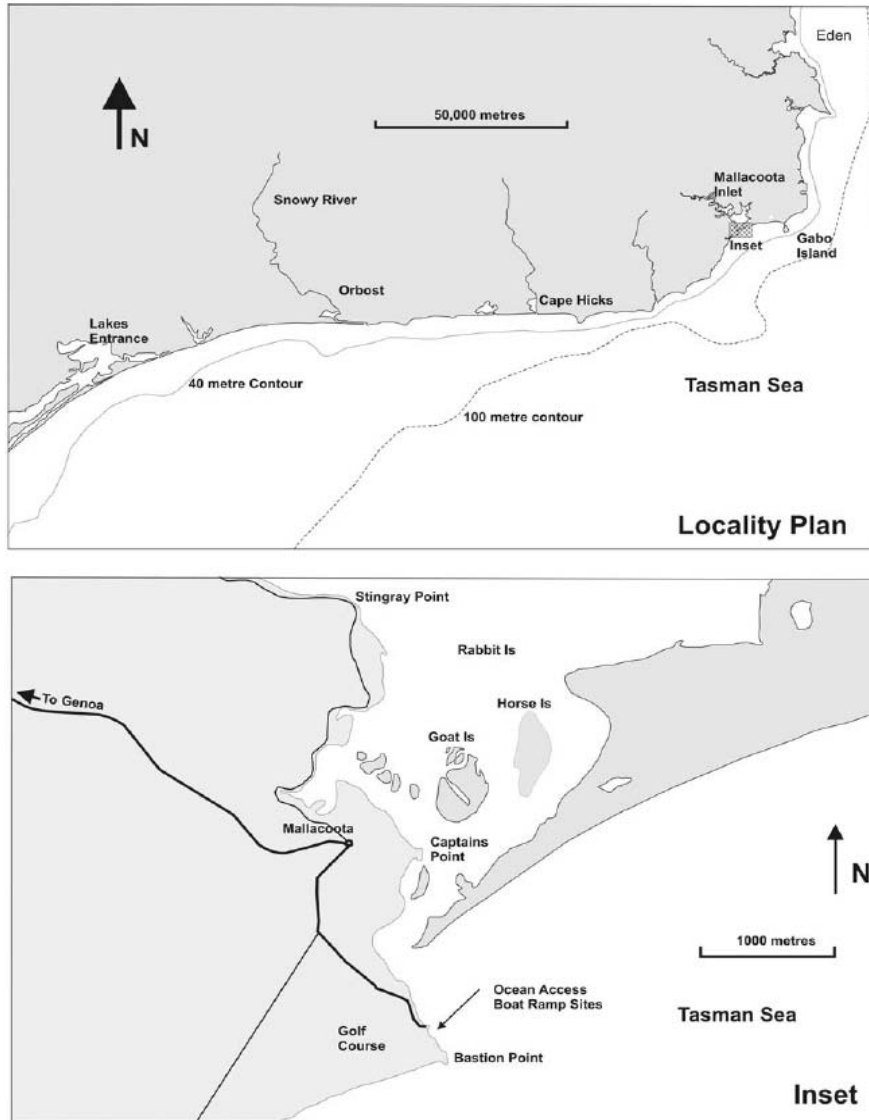 Eden
50,000 metres
N
Mallacoota
Inlet
Snowy River
Inset
Gabo
Island
Orbost
Cape Hicks
Lakes
Entrance
40 metre Contour
Tasman Sea
100 metre contour
Locality Plan
Stingray Point
Rabbit Is
To Genoa
Horse Is
Goat Is
Mallacoota
Captains
Point
N
1000 metres
Ocean Access
Boat Ramp Sites
Tasman Sea
Golf
Course
Bastion Point
Inset